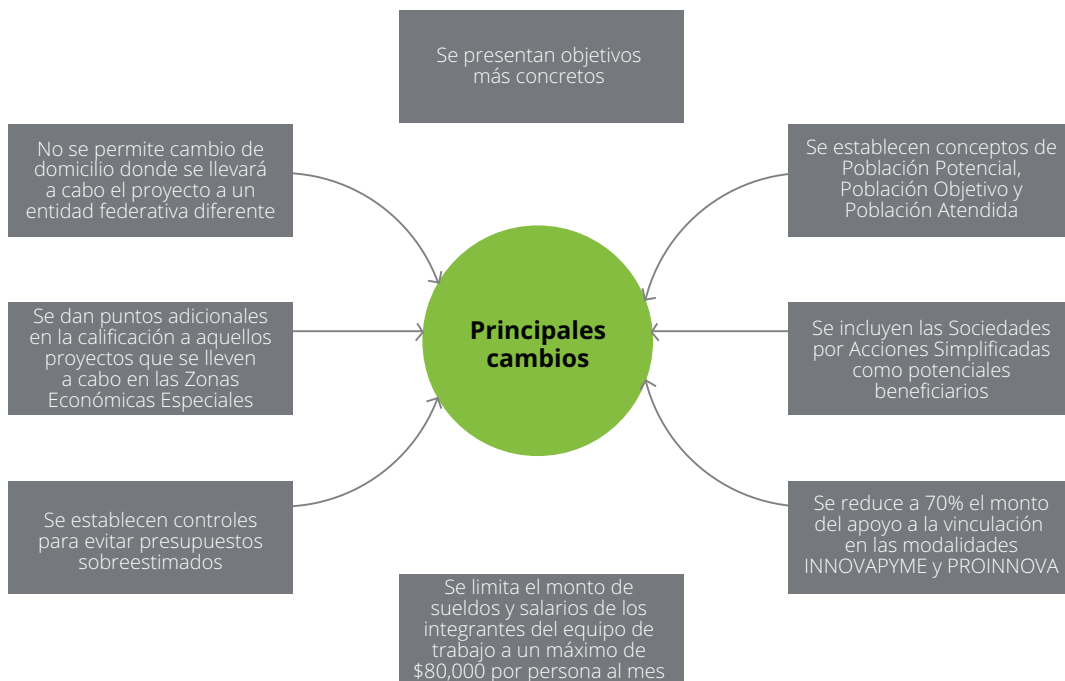 Se presentan objetivos
más concretos
No se permite cambio de
domicilio donde se llevará
a cabo el proyecto a un
entidad federativa diferente
Se establecen conceptos de
Población Potencial,
Población Objetivo y
Población Atendida
Se dan puntos adicionales
en la calificación a aquellos
proyectos que se lleven
a cabo en las Zonas
Económicas Especiales
Principales
cambios
Se incluyen las Sociedades
por Acciones Simplificadas
como potenciales
beneficiarios
Se establecen controles
para evitar presupuestos
sobreestimados
Se reduce a 70% el monto
del apoyo a la vinculación
en las modalidades
INNOVAPYME y PROINNOVA
Se limita el monto de
sueldos y salarios de los
integrantes del equipo de
trabajo a un máximo de
$80,000 por persona al mes